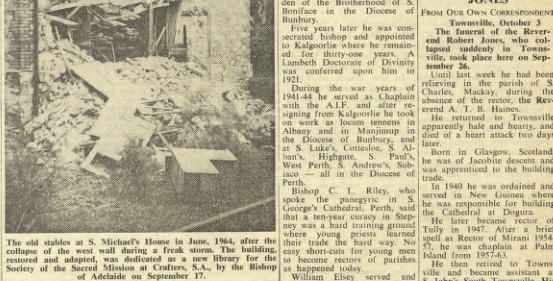 The old stables at S. Michael's House in June, 1964, after the
collapse of the west wall during a freak storm. The building,
restored and adapted, was dedicated as a new library for the
Society of the Sacred Mission at Crafters, S.A., by the Bishop
of Adelaide on September 17.
den of the Brotherhood of S.
Boniface in the Diocese of
Bunbury.
Five years later he was con-
secrated bishop and appointed
to Kalgoorlie where he remain-
ed for thirty-one years. A
Lambeth Doctorate of Divinity
was conferred upon him in
1921.
During the war years of
1941-44 he served as Chaplain
with the A.I.F. and after re-
signing from Kalgoorlie he took
on work as locum tenens in
Albany and in Manjimup in
the Diocese of Bunbury, and
at S. Luke's, Cottesloe, S. Al-
ban's, Highgate, S. Paul's,
West Perth, S. Andrew's, Sub-
iaco — all in the Diocese of
Perth.
Bishop C. L. Riley, who
spoke the panegyric in S.
George's Cathedral, Perth, said
that a ten-year curacy in Step-
ney was a hard training ground
where young priests learned
their trade the hard way. No
easy short-cuts for young men
to become rectors of parishes
as happened today.
William Elsey served and
JONES
FROM OUR OWN CORRESPONDENT
Townsville, October 3
The funeral of the Rever-
end Robert Jones, who col-
lapsed suddenly in Towns-
ville, took place here on Sep-
tember 26.
Until last week he had been
relieving in the parish of S.
Charles, Mackay, during the
absence of the rector, the Rev-
erend A. T. B. Haines.
He returned to Townsville
apparently hale and hearty, and
died of a heart attack two days
later.
Born in Glasgow, Scotland,
he was of Jacobite descent and
was apprenticed to the building
trade.
In 1940 he was ordained and
served in New Guinea where
he was responsible for building
the Cathedral at Dogura.
He later became rector of
Tully in 1947. After a brief
spell as Rector of Mirani 1954-
57, he was chaplain at Palm
Island from 1957-63.
He then retired to Towns-
ville and became assistant a
S. John's South Townsville. He